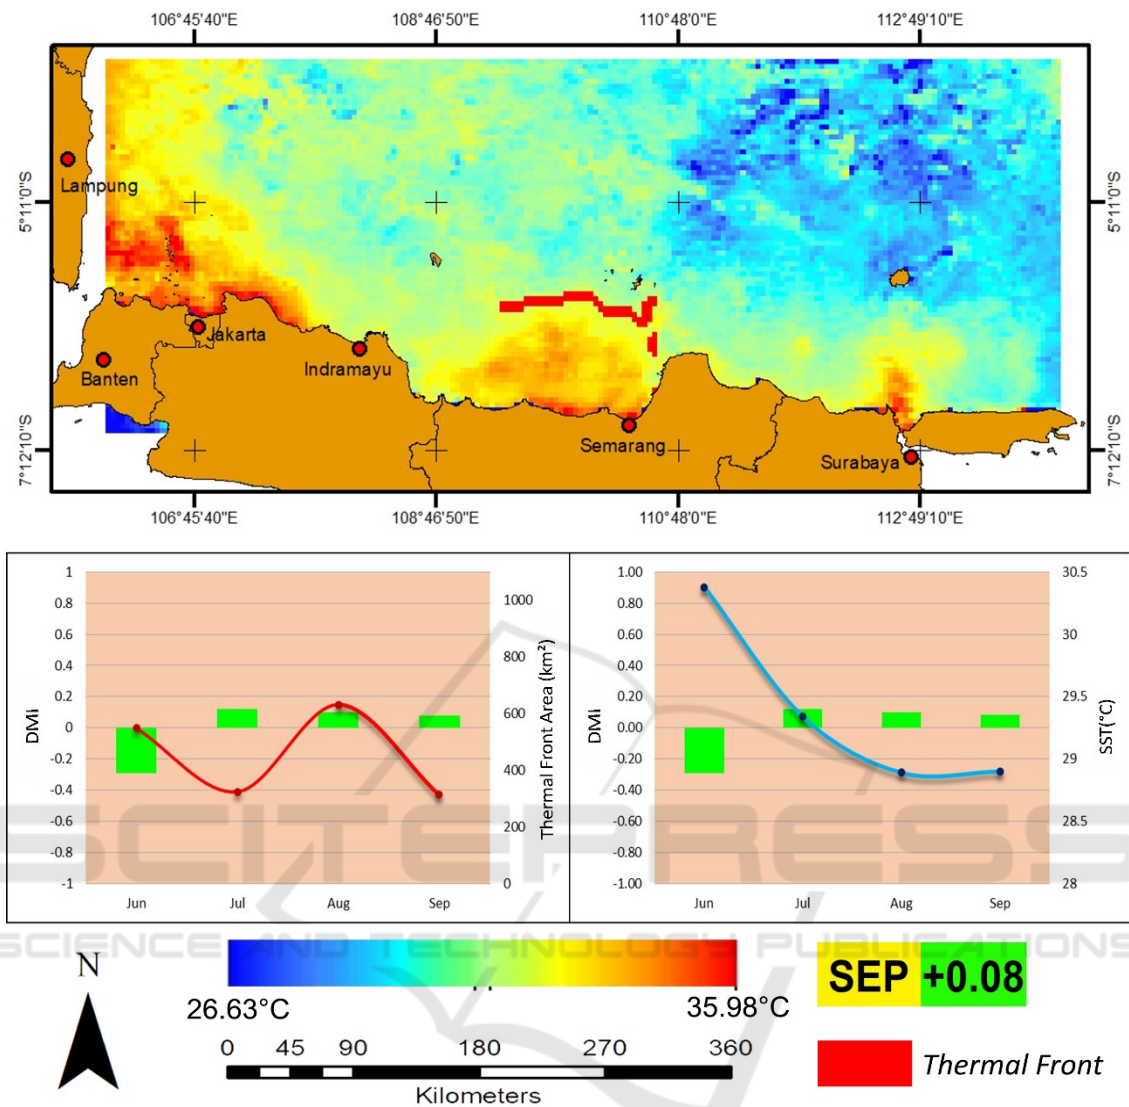 106°45'40"E 108°46'50"E 110°48'0"E 112°49'10"E
5°11'0"S
5°11'0"S
Lampung
Jakarta
Banten
Indramayu
Semarang
Surabaya
7°12'10"S
7°12'10"S
106°45'40"E 108°46'50"E 110°48'0"E 112°49'10"E
DMI
1
0.8
0.6
0.4
0.2
0
-0.2
-0.4
-0.6
-0.8
-1
Jun Jul Aug Sep
1000
800
600
400
200
0
Thermal Front Area (km²)
DMI
1.00
0.80
0.60
0.40
0.20
0.00
-0.20
-0.40
-0.60
-0.80
-1.00
Jun Jul Aug Sep
30.5
30
29.5
29
28.5
28
SST(°C)
SCITEPRESS
SCIENCE AND TECHNOLOGY PUBLICATIONS
N
26.63°C 35.98°C
0 45 90 180 270 360
Kilometers
SEP +0.08
Thermal Front